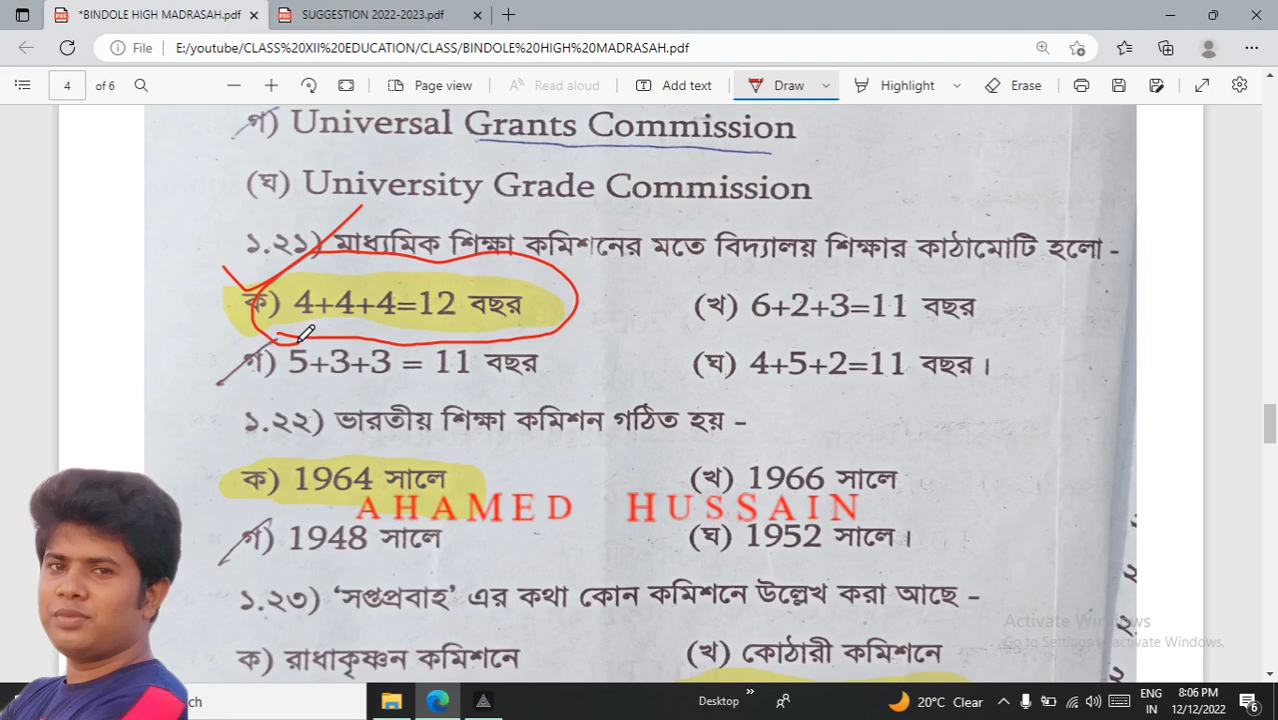 *BINDOLE HIGH MADRASAH.pdf
SUGGESTION 2022-2023.pdf
File E:/youtube/CLASS%20XII%20EDUCATION/CLASS/BINDOLE%20HIGH%20MADRASAH.pdf
4 of 6 Page view Read aloud Add text Draw Highlight Erase
গ) Universal Grants Commission
(ঘ) University Grade Commission
১.২১) মাধ্যমিক শিক্ষা কমিশনের মতে বিদ্যালয় শিক্ষার কাঠামোটি হলো -
ক) 4+4+4=12 বছর (খ) 6+2+3=11 বছর
গ) 5+3+3 = 11 বছর (ঘ) 4+5+2=11 বছর।
১.২২) ভারতীয় শিক্ষা কমিশন গঠিত হয় -
ক) 1964 সালে (খ) 1966 সালে
AHAMED HUSSAIN
গ) 1948 সালে (ঘ) 1952 সালে।
১.২৩) ‘সপ্তপ্রবাহ’ এর কথা কোন কমিশনে উল্লেখ করা আছে -
Activate Windows
Go to Settings to activate Windows.
ক) রাধাকৃষ্ণন কমিশনে (খ) কোঠারী কমিশনে
Desktop 20°C Clear ENG IN 8:06 PM 12/12/2022 6